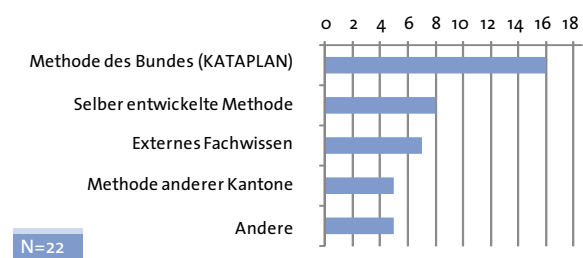 0 2 4 6 8 10 12 14 16 18
Methode des Bundes (KATAPLAN)
Selber entwickelte Methode
Externes Fachwissen
Methode anderer Kantone
Andere
N=22